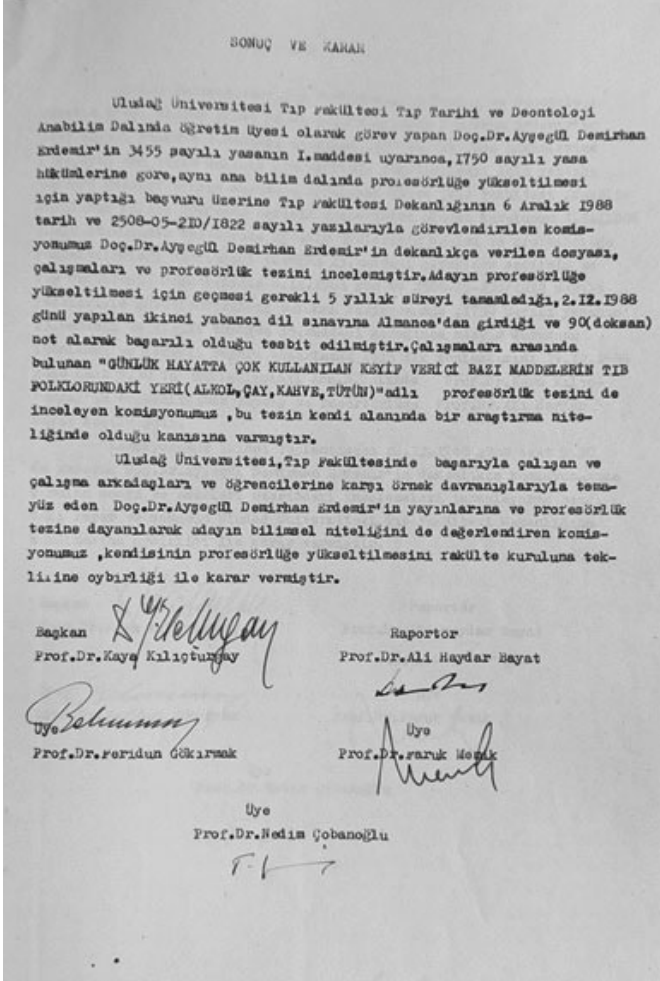 SONUÇ VE KARAR
Uludağ Üniversitesi Tıp Fakültesi Tıp Tarihi ve Deontoloji
Anabilim Dalında öğretim üyesi olarak görev yapan Doç.Dr.Ayşegül Demirhan
Erdemir'in 3455 sayılı yasanın I.maddesi uyarınca,1750 sayılı yasa
hükümlerine göre,aynı ana bilim dalında profesörlüğe yükseltilmesi
için yaptığı başvuru üzerine Tıp Fakültesi Dekanlığının 6 Aralık 1988
tarih ve 2508-05-210/1822 sayılı yazılarıyla görevlendirilen komis-
yonumuz Doç.Dr.Ayşegül Demirhan Erdemir'in dekanlıkça verilen dosyası,
çalışmaları ve profesörlük tezini incelemiştir.Adayın profesörlüğe
yükseltilmesi için geçmesi gerekli 5 yıllık süreyi tamamladığı,2.12.1988
günü yapılan ikinci yabancı dil sınavına Almanca'dan girdiği ve 90(doksan)
not alarak başarılı olduğu tesbit edilmiştir.Çalışmaları arasında
bulunan "GÜNLÜK HAYATTA ÇOK KULLANILAN KEYİF VERİCİ BAZI MADDELERİN TIB
FOLKLORUNDAKİ YERİ(ALKOL,ÇAY,KAHVE,TÜTÜN)"adlı profesörlük tezini de
inceleyen komisyonumuz ,bu tezin kendi alanında bir araştırma nite-
liğinde olduğu kanısına varmıştır.
Uludağ Üniversitesi,Tıp Fakültesinde başarıyla çalışan ve
çalışma arkadaşları ve öğrencilerine karşı örnek davranışlarıyla tema-
yüz eden Doç.Dr.Ayşegül Demirhan Erdemir'in yayınlarına ve profesörlük
tezine dayanılarak adayın bilimsel niteliğini de değerlendiren komis-
yonumuz ,kendisinin profesörlüğe yükseltilmesini fakülte kuruluna tek-
lifine oybirliği ile karar vermiştir.
Başkan
Prof.Dr.Kaya Kılıçturgay
Raportör
Prof.Dr.Ali Haydar Bayat
Üye
Prof.Dr.Feridun Gökırmak
Üye
Prof.Dr.Faruk Memik
Üye
Prof.Dr.Nedim Çobanoğlu